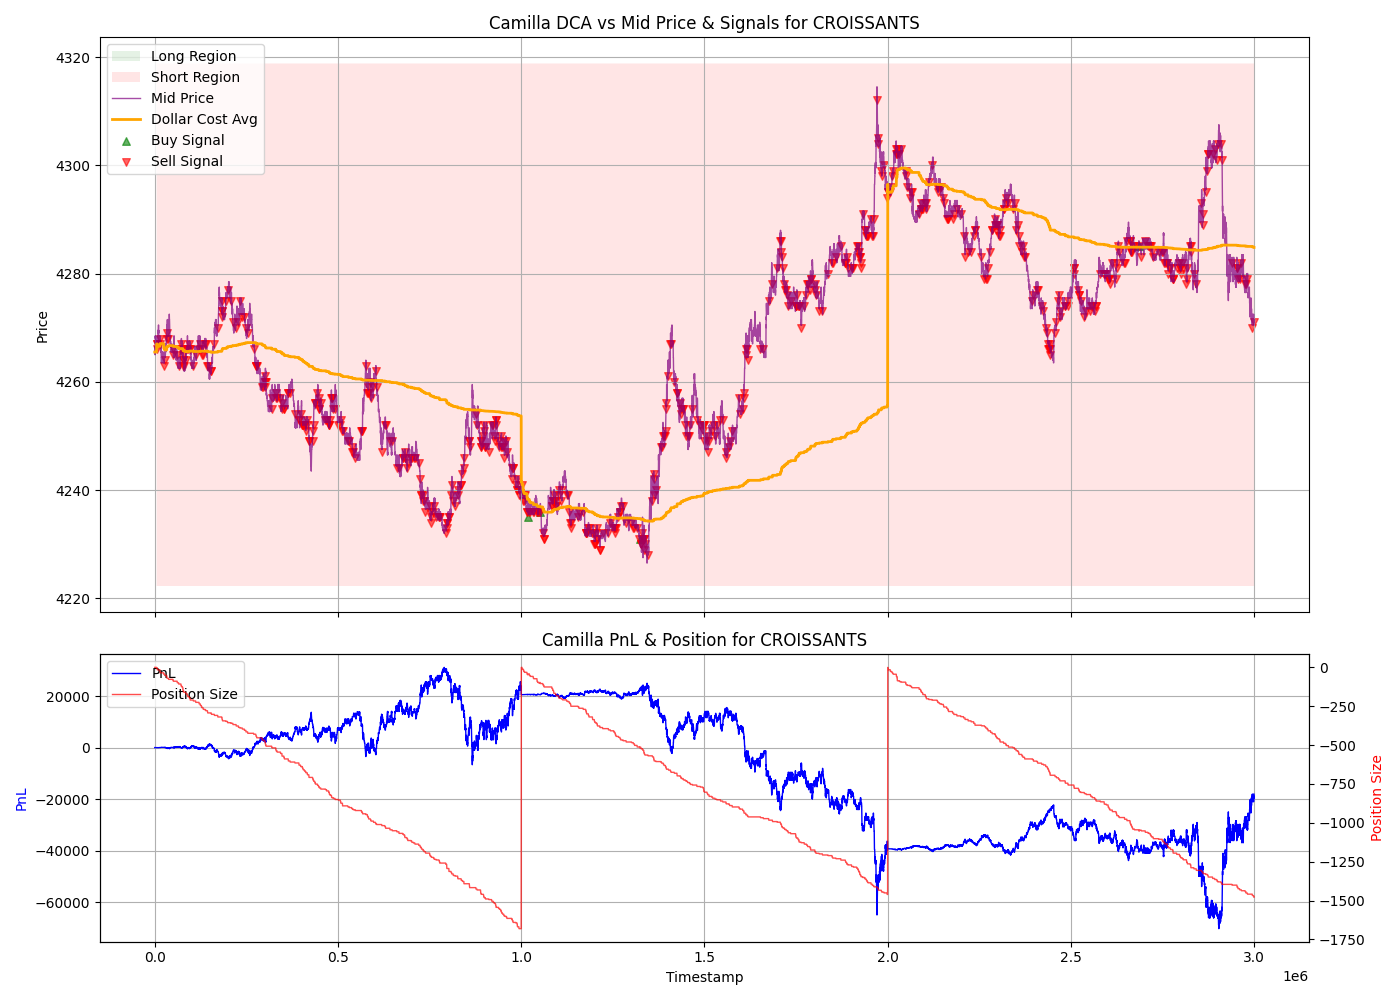 Camilla DCA vs Mid Price & Signals for CROISSANTS
Long Region
Short Region
Mid Price
Dollar Cost Avg
Buy Signal
Sell Signal
Price
4320
4300
4280
4260
4240
4220
Camilla PnL & Position for CROISSANTS
PnL
Position Size
PnL
20000
0
−20000
−40000
−60000
0
−250
−500
−750
−1000
−1250
−1500
−1750
Position Size
0.0
0.5
1.0
1.5
2.0
2.5
3.0
1e6
Timestamp